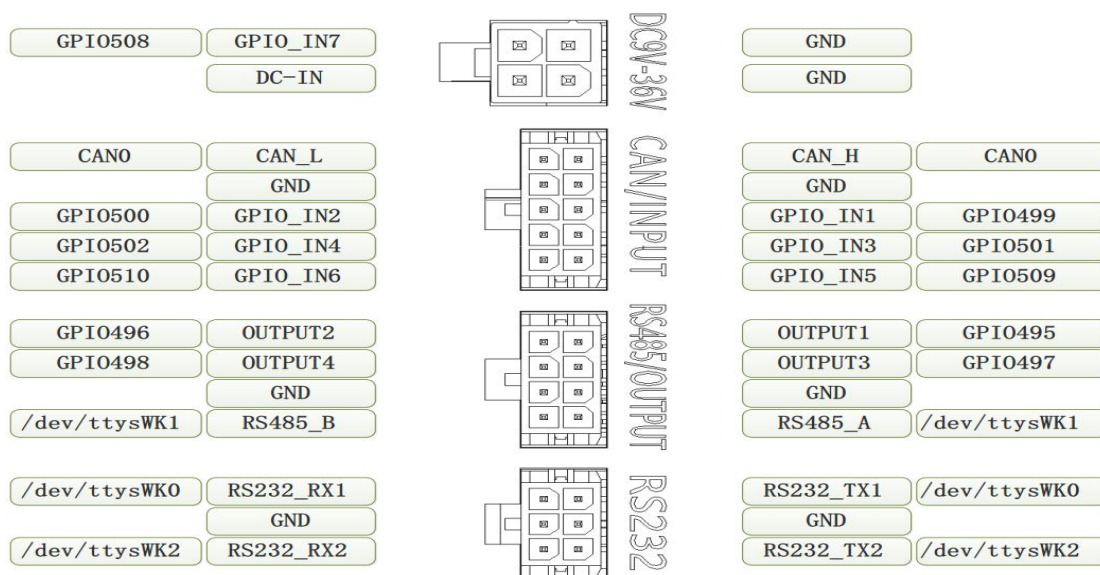 GPIO508 GPIO_IN7 GND
DC-IN GND
DC9V-36V
CAN0 CAN_L CAN_H CAN0
GND GND
GPIO500 GPIO_IN2 GPIO_IN1 GPIO499
GPIO502 GPIO_IN4 GPIO_IN3 GPIO501
GPIO510 GPIO_IN6 GPIO_IN5 GPIO509
CAN/INPUT
GPIO496 OUTPUT2 OUTPUT1 GPIO495
GPIO498 OUTPUT4 OUTPUT3 GPIO497
GND GND
/dev/ttysWK1 RS485_B RS485_A /dev/ttysWK1
RS485/OUTPUT
/dev/ttysWK0 RS232_RX1 RS232_TX1 /dev/ttysWK0
GND GND
/dev/ttysWK2 RS232_RX2 RS232_TX2 /dev/ttysWK2
RS232